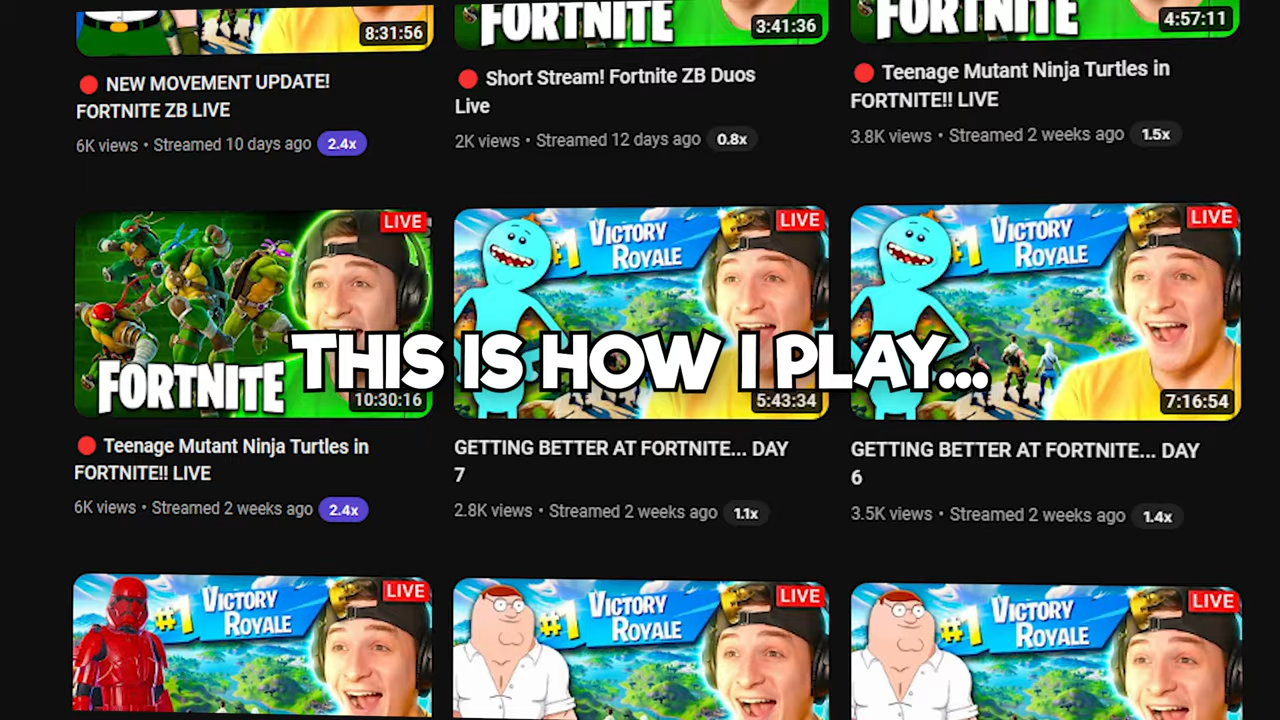 8:31:56
FORTNITE
3:41:36
FORTNITE
4:57:11
🔴 NEW MOVEMENT UPDATE!
FORTNITE ZB LIVE
6K views • Streamed 10 days ago 2.4x
🔴 Short Stream! Fortnite ZB Duos
Live
2K views • Streamed 12 days ago 0.8x
🔴 Teenage Mutant Ninja Turtles in
FORTNITE!! LIVE
3.8K views • Streamed 2 weeks ago 1.5x
LIVE
FORTNITE
10:30:16
LIVE
#1 VICTORY
ROYALE
5:43:34
LIVE
#1 VICTORY
ROYALE
7:16:54
THIS IS HOW I PLAY...
🔴 Teenage Mutant Ninja Turtles in
FORTNITE!! LIVE
6K views • Streamed 2 weeks ago 2.4x
GETTING BETTER AT FORTNITE... DAY
7
2.8K views • Streamed 2 weeks ago 1.1x
GETTING BETTER AT FORTNITE... DAY
6
3.5K views • Streamed 2 weeks ago 1.4x
LIVE
#1 VICTORY
ROYALE
LIVE
#1 VICTORY
ROYALE
LIVE
#1 VICTORY
ROYALE